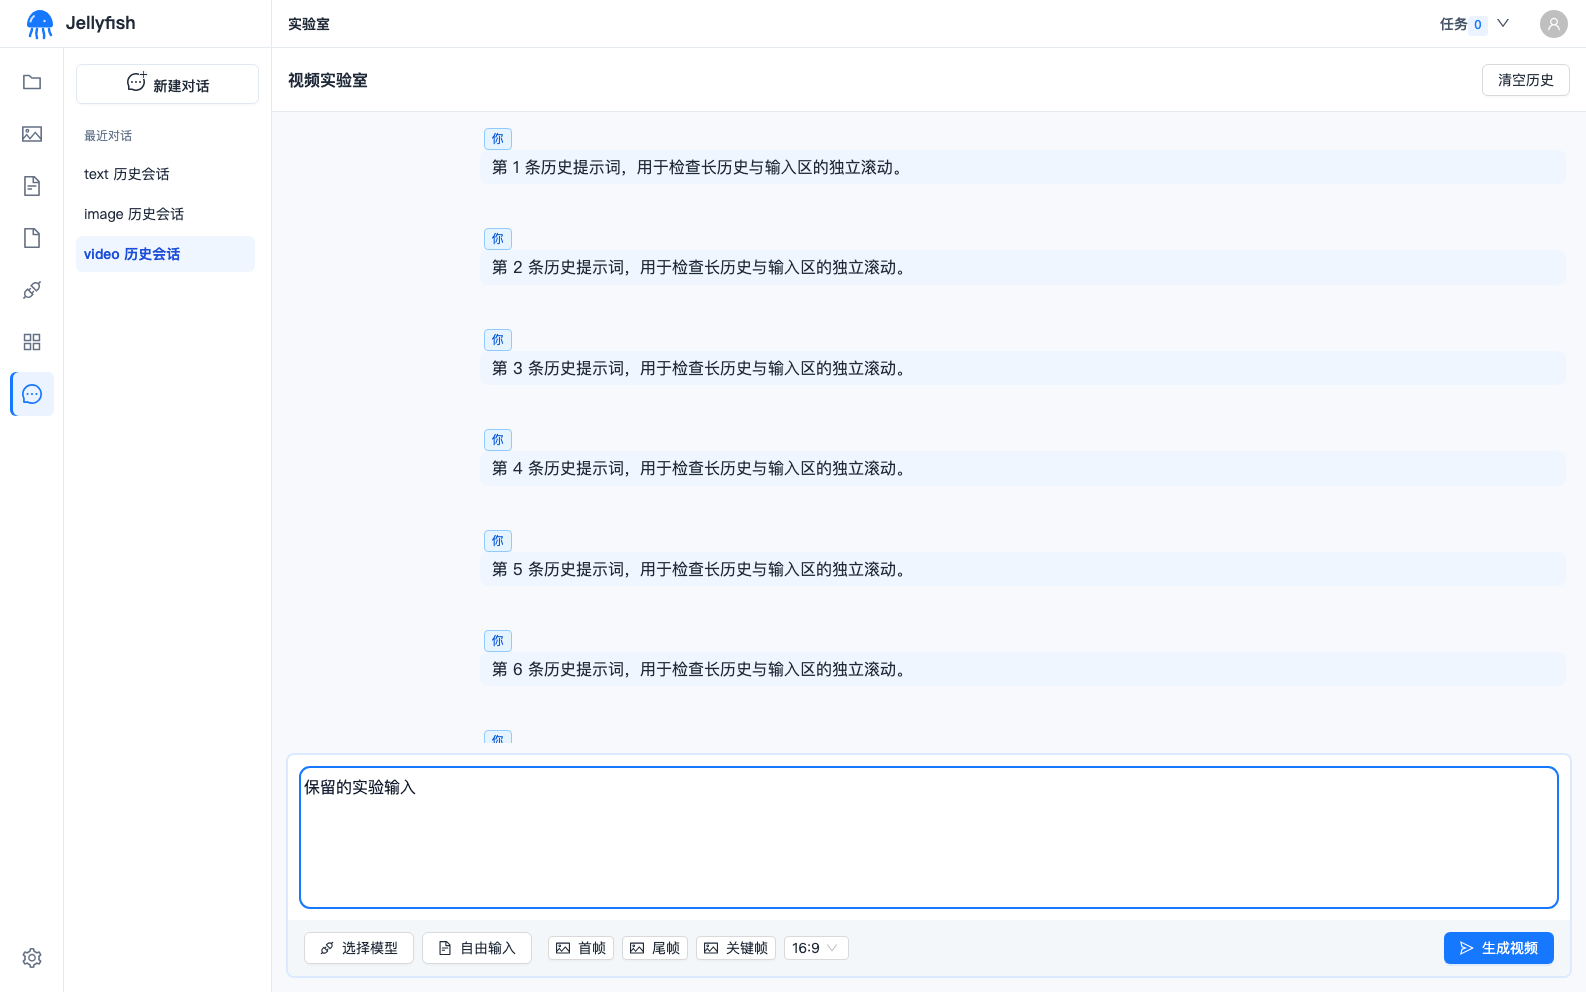 Jellyfish
实验室
任务 0
新建对话
视频实验室
清空历史
最近对话
text 历史会话
image 历史会话
video 历史会话
你
第 1 条历史提示词，用于检查长历史与输入区的独立滚动。
你
第 2 条历史提示词，用于检查长历史与输入区的独立滚动。
你
第 3 条历史提示词，用于检查长历史与输入区的独立滚动。
你
第 4 条历史提示词，用于检查长历史与输入区的独立滚动。
你
第 5 条历史提示词，用于检查长历史与输入区的独立滚动。
你
第 6 条历史提示词，用于检查长历史与输入区的独立滚动。
你
保留的实验输入
选择模型 自由输入 首帧 尾帧 关键帧 16:9 生成视频